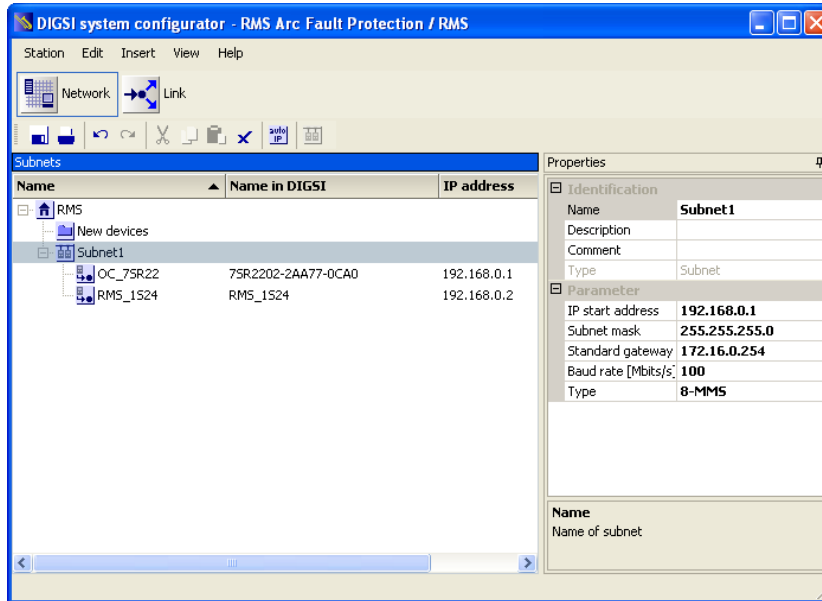 DIGSI system configurator - RMS Arc Fault Protection / RMS
Station Edit Insert View Help
Network Link
auto IP
Subnets
Name Name in DIGSI IP address
RMS
New devices
Subnet1
OC_7SR22 7SR2202-2AA77-0CA0 192.168.0.1
RMS_1S24 RMS_1S24 192.168.0.2
Properties
Identification
Name Subnet1
Description
Comment
Type Subnet
Parameter
IP start address 192.168.0.1
Subnet mask 255.255.255.0
Standard gateway 172.16.0.254
Baud rate [Mbits/s] 100
Type 8-MMS
Name
Name of subnet